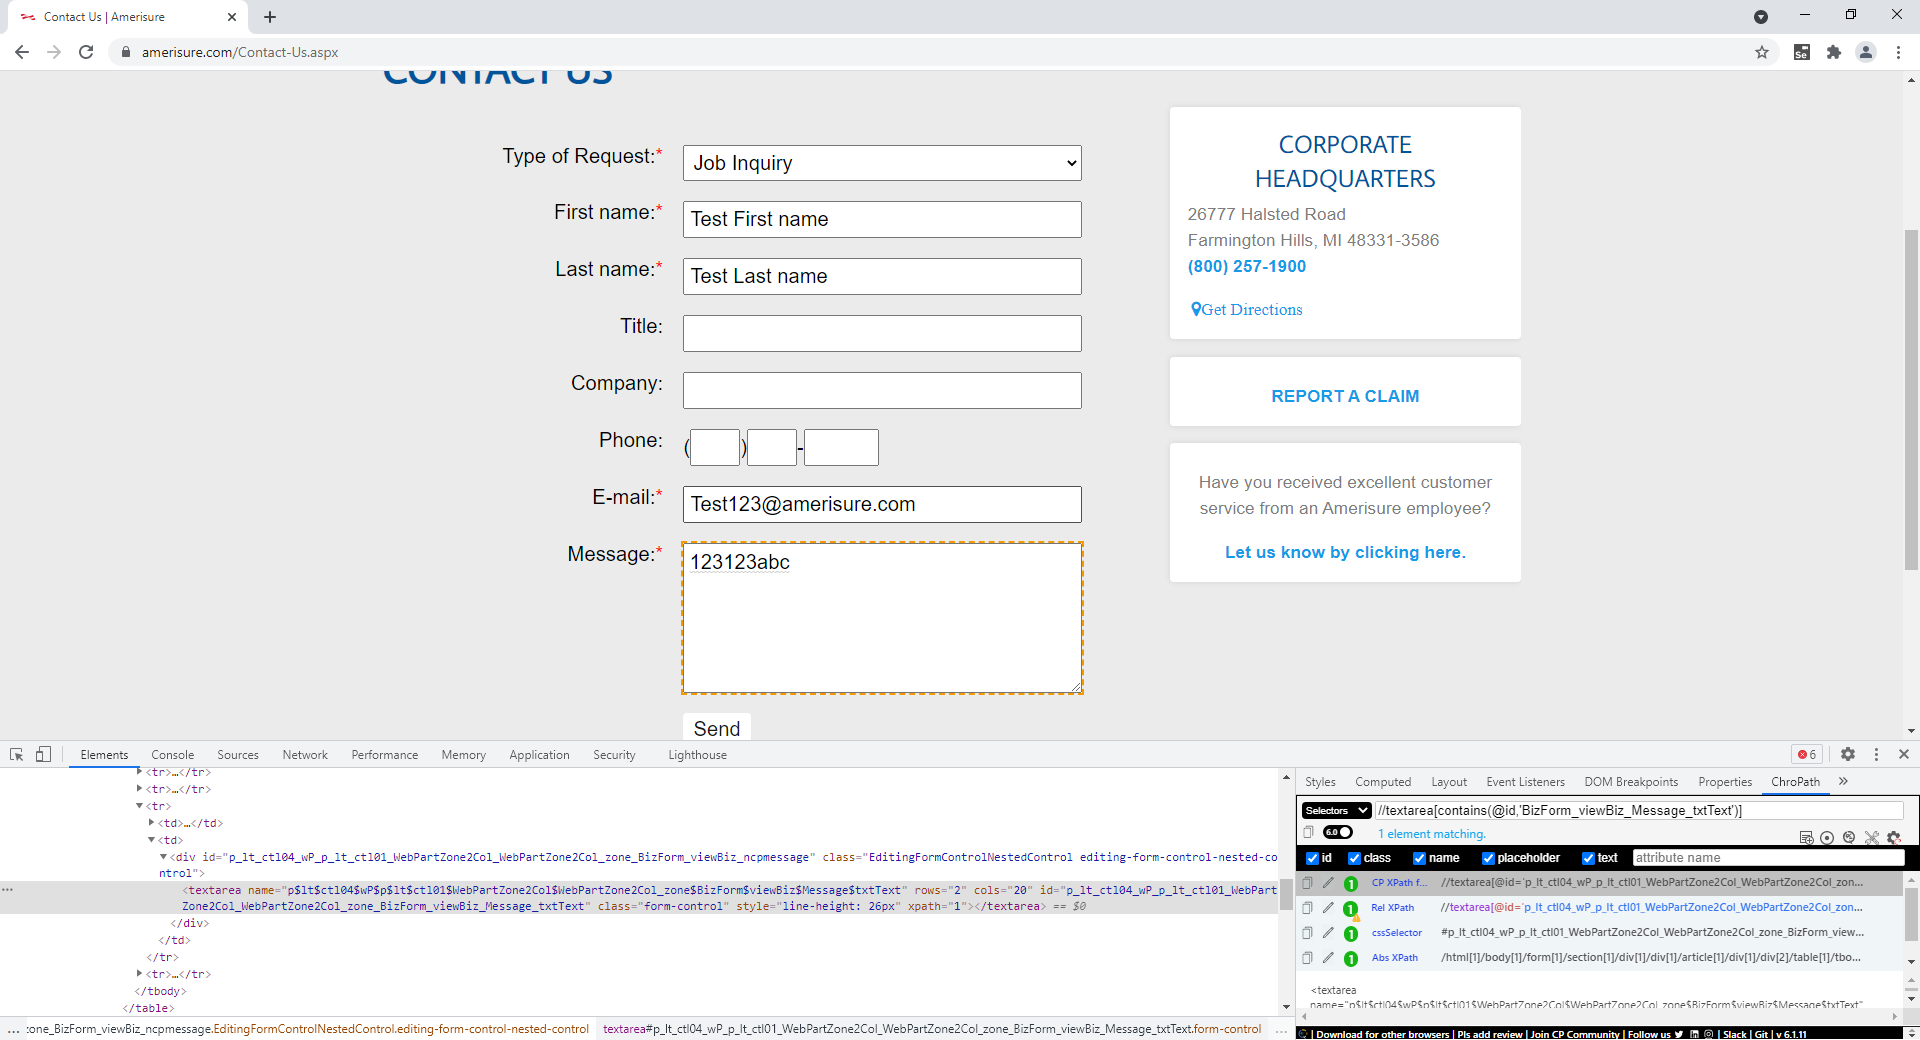 Contact Us | Amerisure
amerisure.com/Contact-Us.aspx
CONTACT US
Type of Request:*
Job Inquiry
First name:*
Test First name
Last name:*
Test Last name
Title:
Company:
Phone:
( ) -
E-mail:*
Test123@amerisure.com
Message:*
123123abc
Send
CORPORATE
HEADQUARTERS
26777 Halsted Road
Farmington Hills, MI 48331-3586
(800) 257-1900
Get Directions
REPORT A CLAIM
Have you received excellent customer
service from an Amerisure employee?
Let us know by clicking here.
Elements Console Sources Network Performance Memory Application Security Lighthouse
6
<tr>…</tr>
<tr>…</tr>
<tr>
<td>…</td>
<td>
<div id="p_lt_ctl04_wP_p_lt_ctl01_WebPartZone2Col_WebPartZone2Col_zone_BizForm_viewBiz_ncpmessage" class="EditingFormControlNestedControl editing-form-control-nested-co
ntrol">
<textarea name="p$lt$ctl04$wP$p$lt$ctl01$WebPartZone2Col$WebPartZone2Col_zone$BizForm$viewBiz$Message$txtText" rows="2" cols="20" id="p_lt_ctl04_wP_p_lt_ctl01_WebPart
Zone2Col_WebPartZone2Col_zone_BizForm_viewBiz_Message_txtText" class="form-control" style="line-height: 26px" xpath="1"></textarea> == $0
</div>
</td>
</tr>
<tr>…</tr>
</tbody>
</table>
... zone_BizForm_viewBiz_ncpmessage.EditingFormControlNestedControl.editing-form-control-nested-control textarea#p_lt_ctl04_wP_p_lt_ctl01_WebPartZone2Col_WebPartZone2Col_zone_BizForm_viewBiz_Message_txtText.form-control ...
Styles Computed Layout Event Listeners DOM Breakpoints Properties ChroPath »
Selectors //textarea[contains(@id,'BizForm_viewBiz_Message_txtText')]
6.0 1 element matching.
id class name placeholder text attribute name
1 CP XPath f... //textarea[@id='p_lt_ctl04_wP_p_lt_ctl01_WebPartZone2Col_WebPartZone2Col_zon...
1 Rel XPath //textarea[@id='p_lt_ctl04_wP_p_lt_ctl01_WebPartZone2Col_WebPartZone2Col_zon...
1 cssSelector #p_lt_ctl04_wP_p_lt_ctl01_WebPartZone2Col_WebPartZone2Col_zone_BizForm_view...
1 Abs XPath /html[1]/body[1]/form[1]/section[1]/div[1]/div[1]/article[1]/div[1]/div[2]/table[1]/tbo...
<textarea
name="p$lt$ctl04$wP$p$lt$ctl01$WebPartZone2Col$WebPartZone2Col_zone$BizForm$viewBiz$Message$txtText"
| Download for other browsers | Pls add review | Join CP Community | Follow us | Slack | Git | v 6.1.11